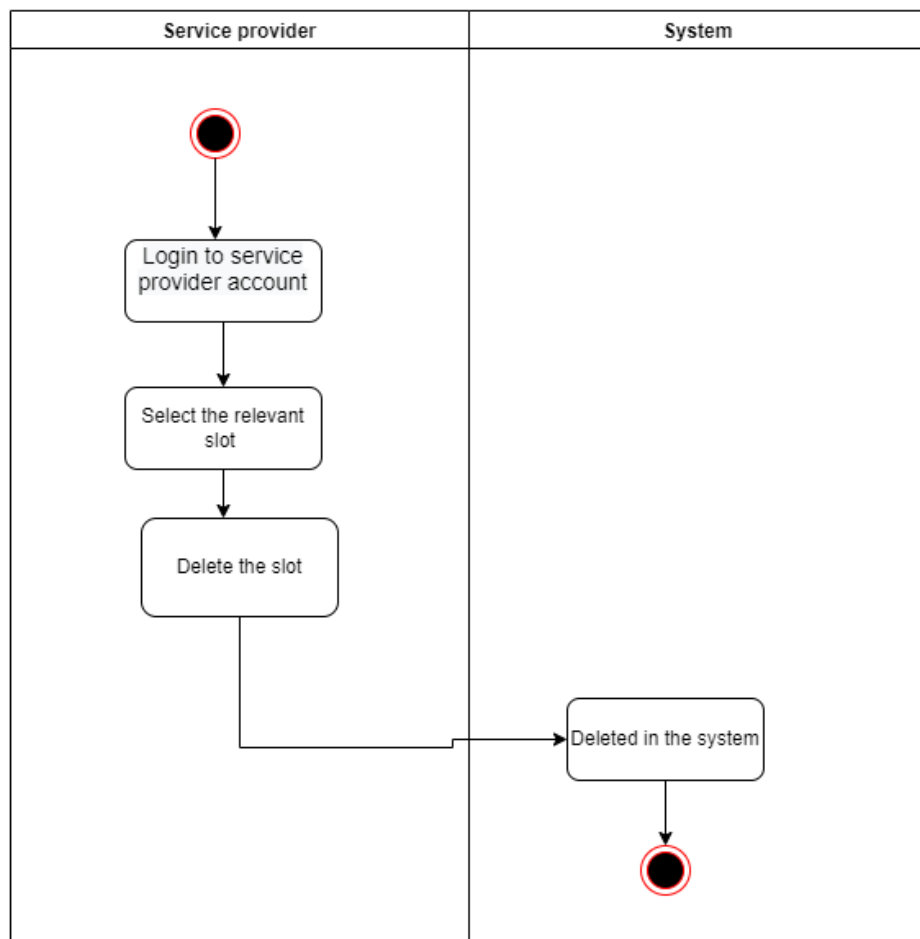 Service provider
System
Login to service
provider account
Select the relevant
slot
Delete the slot
Deleted in the system